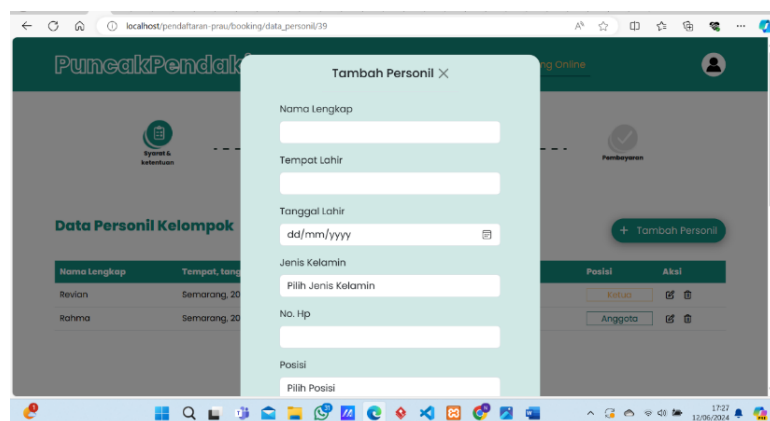 localhost/pendaftaran-prau/booking/data_personil/39
PuncakPendak
ng Online
Tambah Personil
Nama Lengkap
Tempat Lahir
Tanggal Lahir
dd/mm/yyyy
Jenis Kelamin
Pilih Jenis Kelamin
No. Hp
Posisi
Pilih Posisi
Syarat &
ketentuan
Pembayaran
Data Personil Kelompok
+ Tambah Personil
Nama Lengkap Tempat, tang Posisi Aksi
Revian Semarang, 20 Ketua
Rahma Semarang, 20 Anggota
17:27
12/06/2024